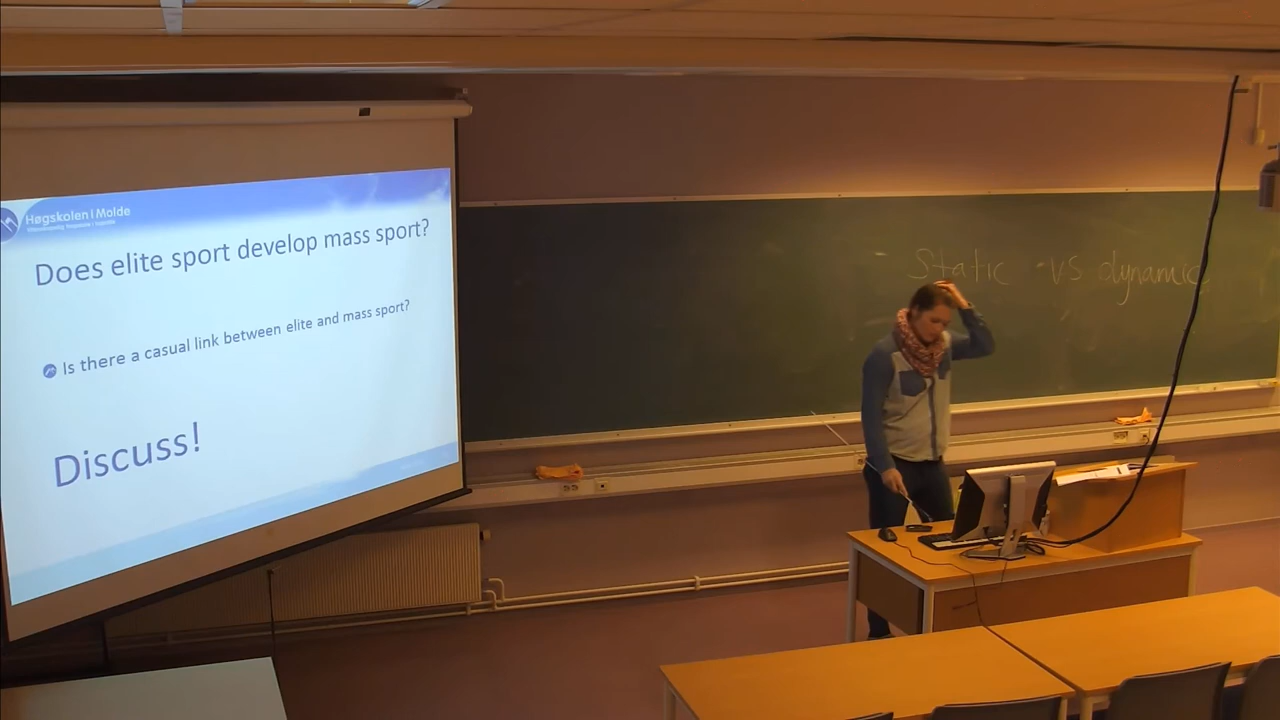 Høgskolen i Molde
Does elite sport develop mass sport?
Is there a casual link between elite and mass sport?
Discuss!
Static vs dynamic